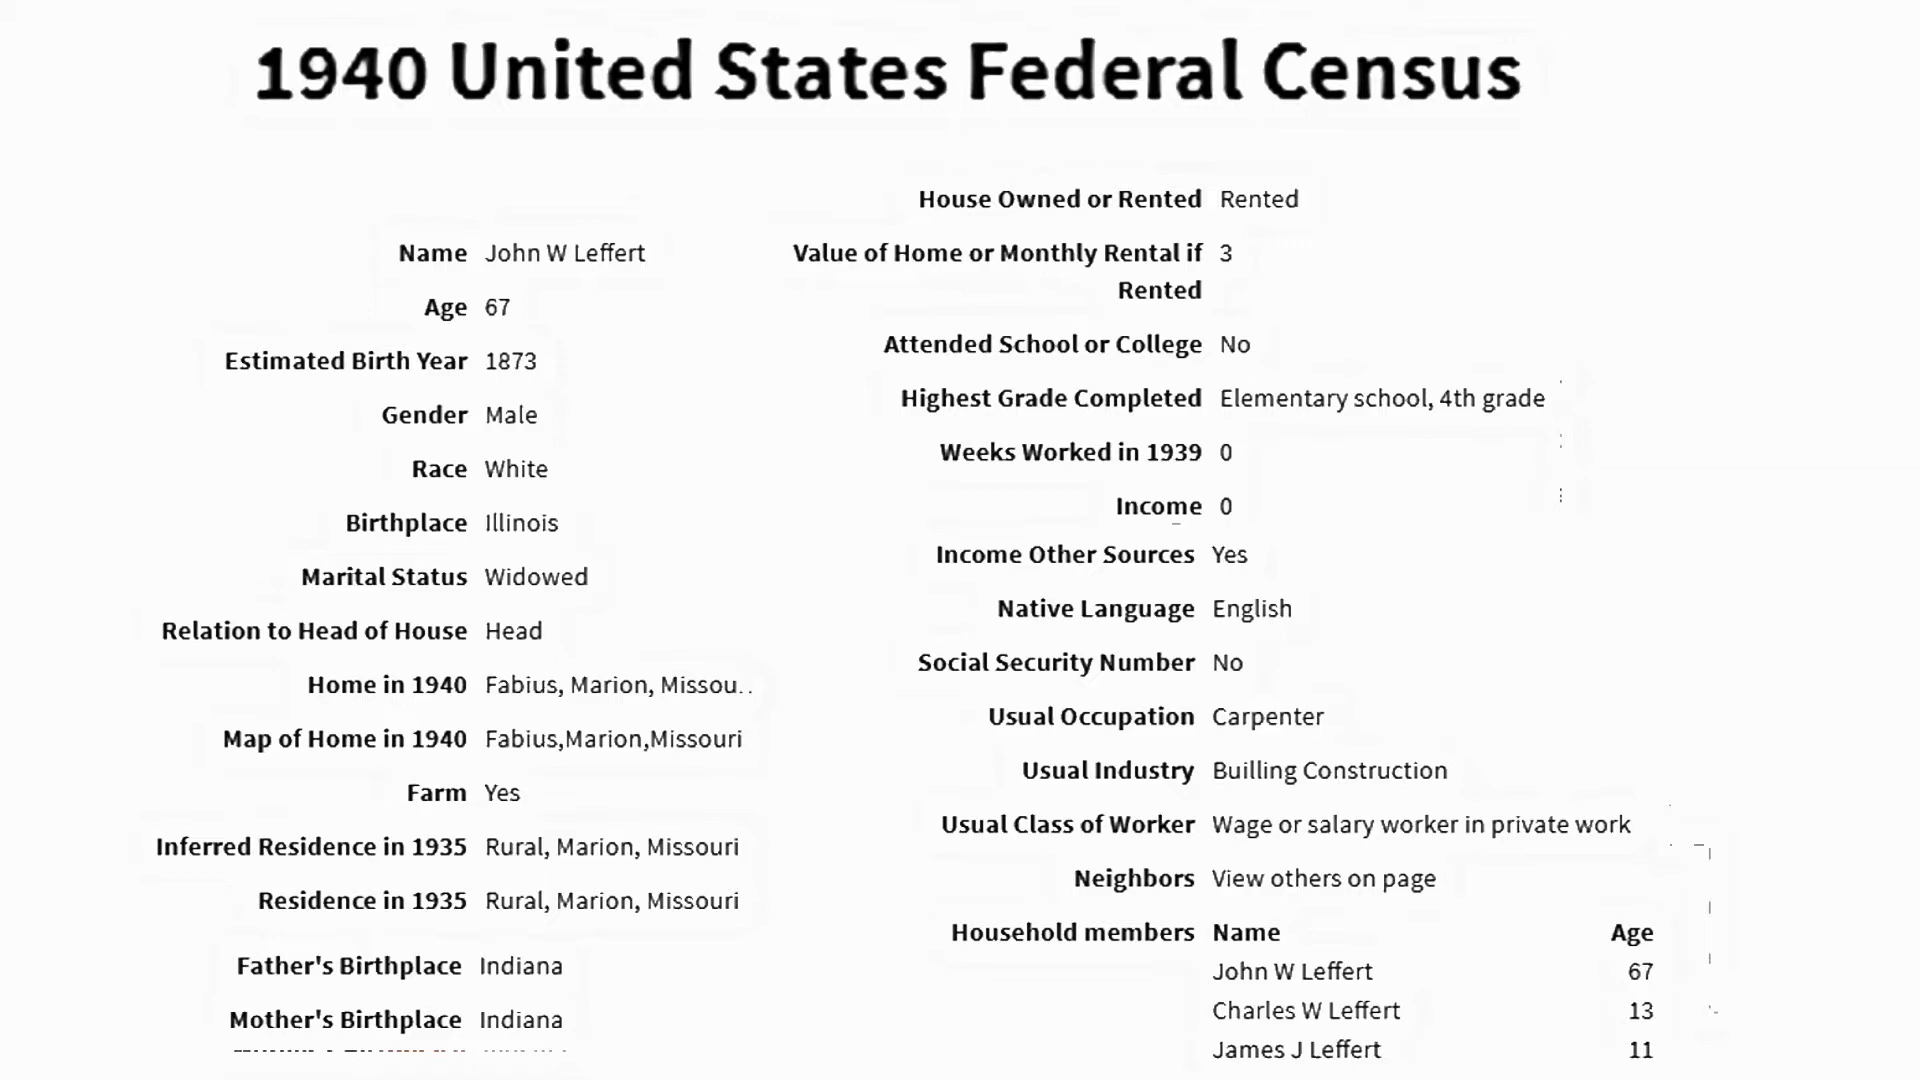 1940 United States Federal Census
Name John W Leffert
Age 67
Estimated Birth Year 1873
Gender Male
Race White
Birthplace Illinois
Marital Status Widowed
Relation to Head of House Head
Home in 1940 Fabius, Marion, Missou. .
Map of Home in 1940 Fabius,Marion,Missouri
Farm Yes
Inferred Residence in 1935 Rural, Marion, Missouri
Residence in 1935 Rural, Marion, Missouri
Father's Birthplace Indiana
Mother's Birthplace Indiana
House Owned or Rented Rented
Value of Home or Monthly Rental if 3
Rented
Attended School or College No
Highest Grade Completed Elementary school, 4th grade
Weeks Worked in 1939 0
Income 0
Income Other Sources Yes
Native Language English
Social Security Number No
Usual Occupation Carpenter
Usual Industry Builling Construction
Usual Class of Worker Wage or salary worker in private work
Neighbors View others on page
Household members Name Age
John W Leffert 67
Charles W Leffert 13
James J Leffert 11